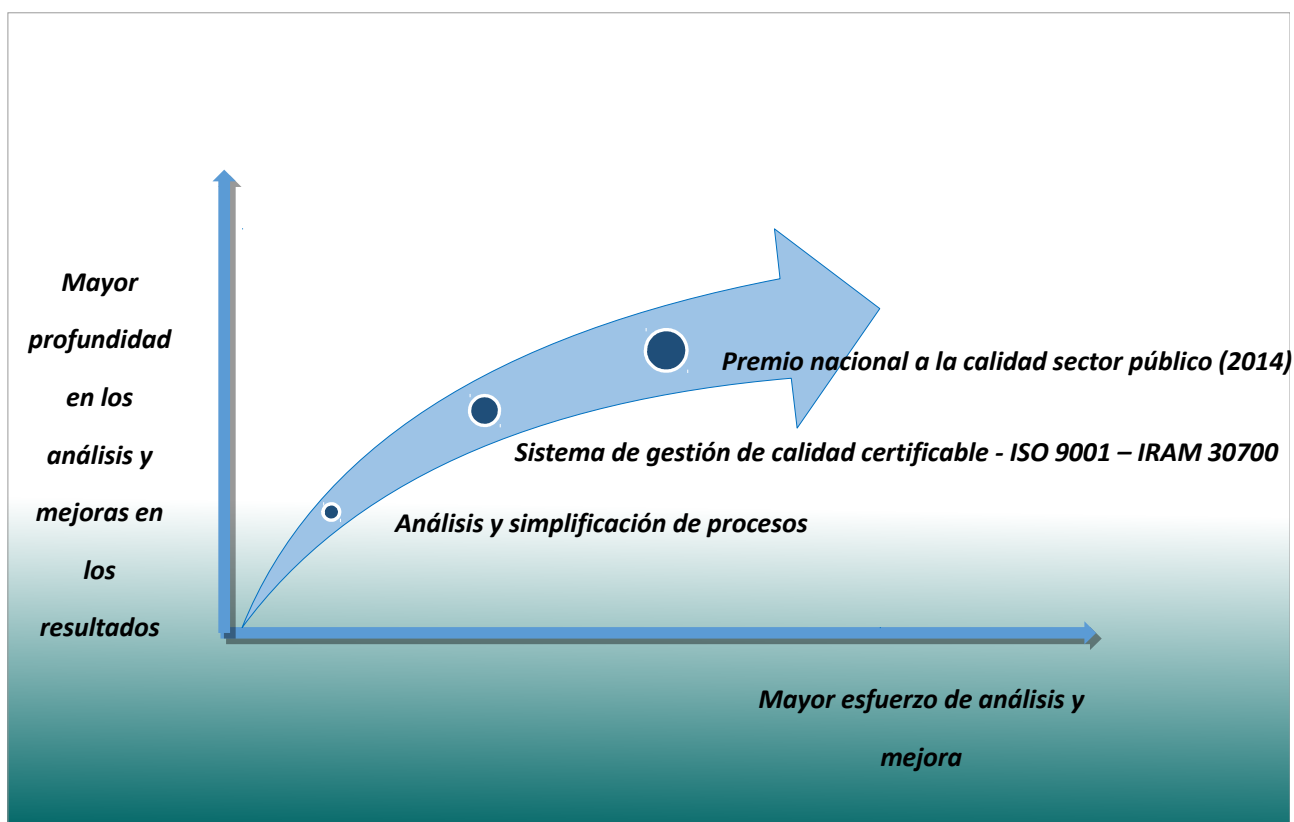 Mayor
profundidad
en los
análisis y
mejoras en
los
resultados
Premio nacional a la calidad sector público (2014)
Sistema de gestión de calidad certificable - ISO 9001 – IRAM 30700
Análisis y simplificación de procesos
Mayor esfuerzo de análisis y
mejora